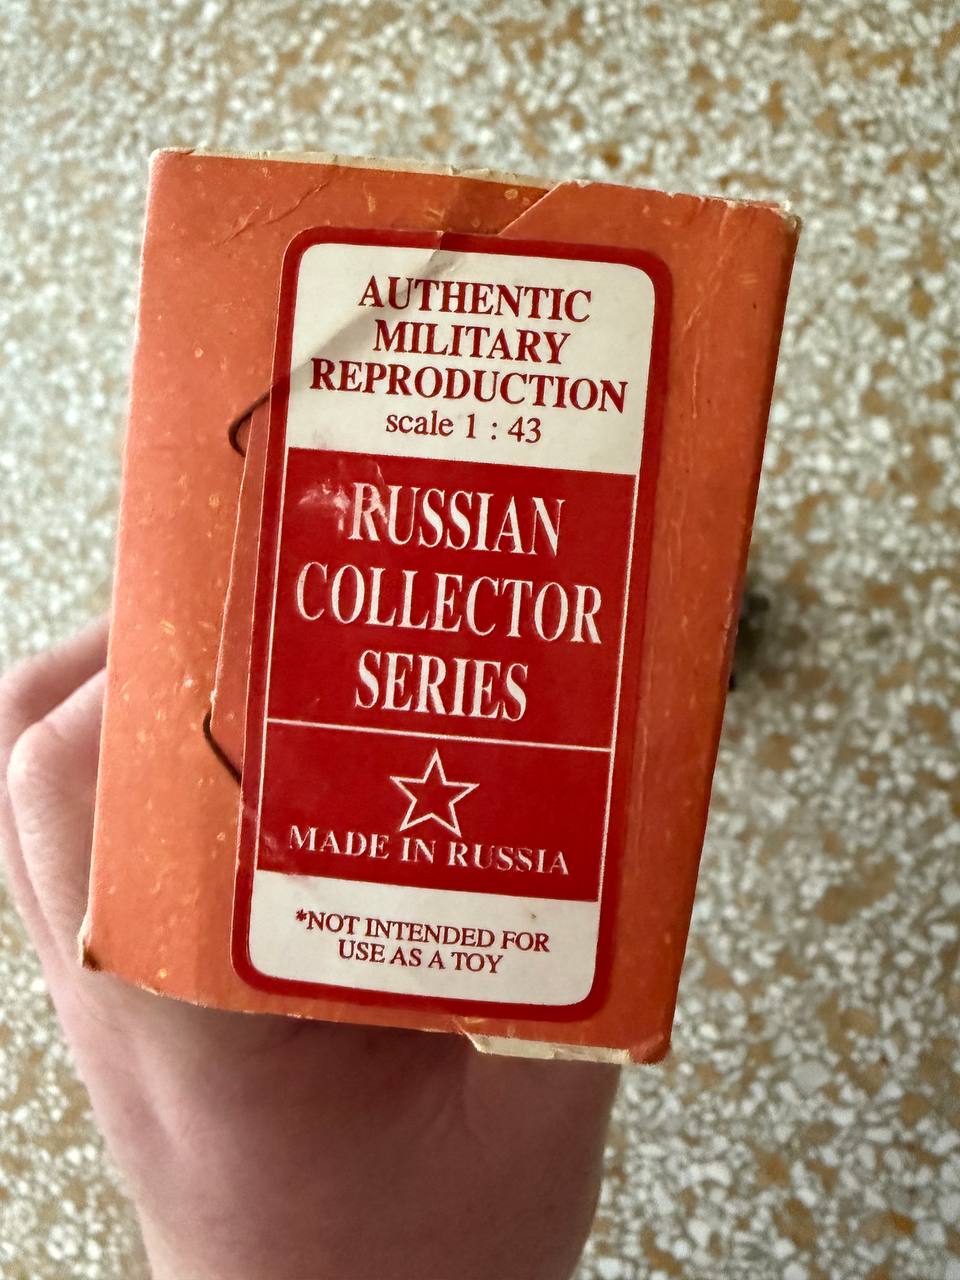 AUTHENTIC
MILITARY
REPRODUCTION
scale 1 : 43
RUSSIAN
COLLECTOR
SERIES
MADE IN RUSSIA
*NOT INTENDED FOR
USE AS A TOY